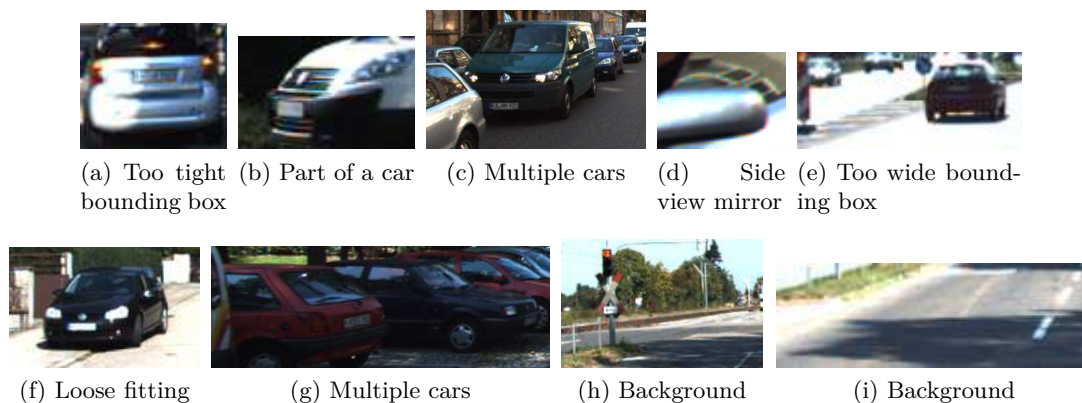 (a) Too tight
bounding box
(b) Part of a car
(c) Multiple cars
(d) Side
view mirror
(e) Too wide bound-
ing box
(f) Loose fitting
(g) Multiple cars
(h) Background
(i) Background